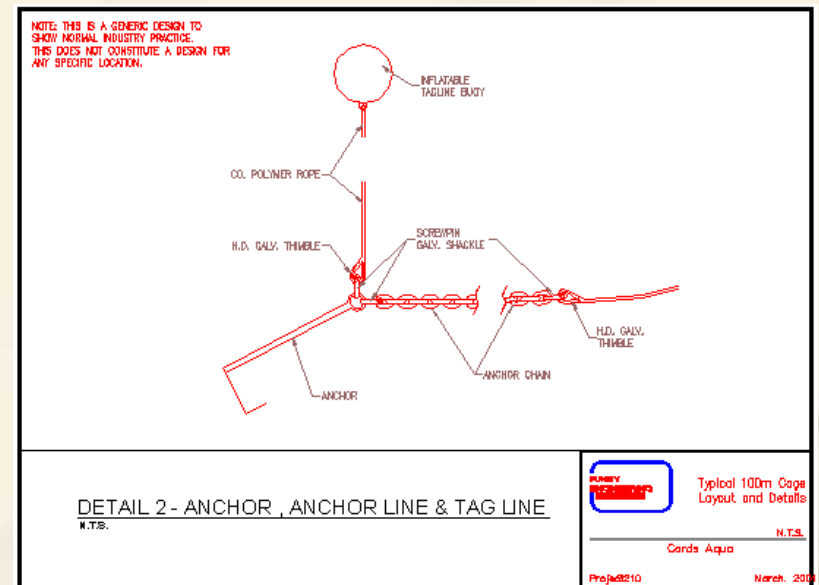 NOTE: THIS IS A GENERIC DESIGN TO
SHOW NORMAL INDUSTRY PRACTICE.
THIS DOES NOT CONSTITUTE A DESIGN FOR
ANY SPECIFIC LOCATION.
INFLATABLE
TAGLINE BUOY
CO. POLYMER ROPE
SCREWPIN
GALV. SHACKLE
H.D. GALV. THIMBLE
H.D. GALV.
THIMBLE
ANCHOR CHAIN
ANCHOR
DETAIL 2 - ANCHOR , ANCHOR LINE & TAG LINE
N.T.S.
Typical 100m Cage
Layout and Details
N.T.S.
Cards Aqua
March, 200